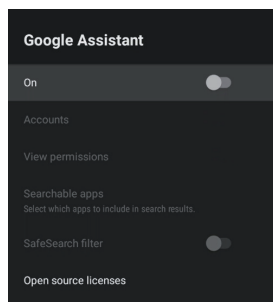 Google Assistant
On
Accounts
View permissions
Searchable apps
Select which apps to include in search results.
SafeSearch filter
Open source licenses